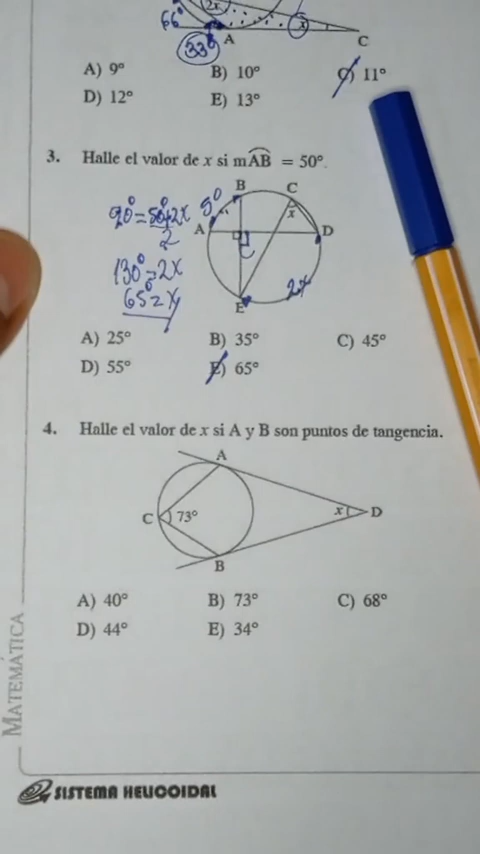 66°
2x
x
33°
A
C
A) 9° B) 10° C) 11°
D) 12° E) 13°
3. Halle el valor de x si mAB = 50°.
90° = 50°+2x / 2
50
130° = 2x
65° = x
B
C
A
x
D
E
2x
A) 25° B) 35° C) 45°
D) 55° E) 65°
4. Halle el valor de x si A y B son puntos de tangencia.
A
C
73°
x
D
B
A) 40° B) 73° C) 68°
D) 44° E) 34°
MATEMÁTICA
SISTEMA HELICOIDAL